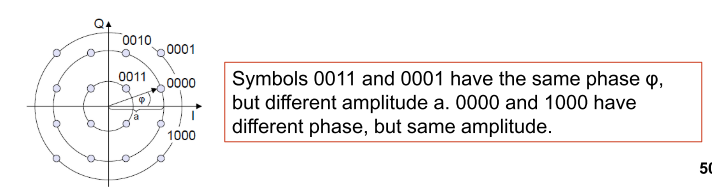 Q
0010
0001
0011
0000
φ
a
I
1000
Symbols 0011 and 0001 have the same phase φ,
but different amplitude a. 0000 and 1000 have
different phase, but same amplitude.
50